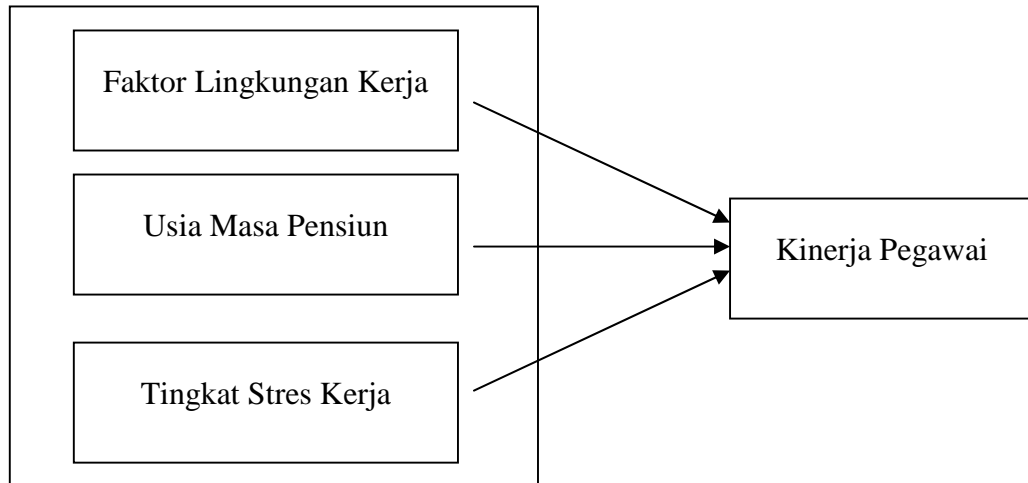 Faktor Lingkungan Kerja
Usia Masa Pensiun
Kinerja Pegawai
Tingkat Stres Kerja